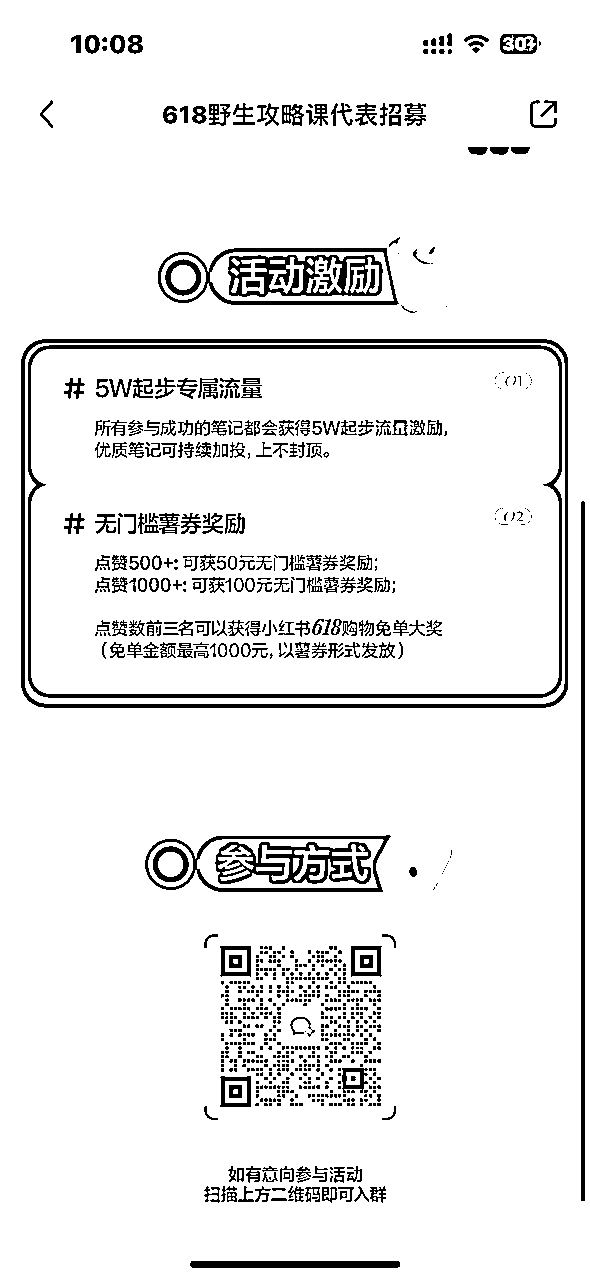 10:08
30
618野生攻略课代表招募
活动激励
# 5W起步专属流量
01
所有参与成功的笔记都会获得5W起步流量激励,
优质笔记可持续加投, 上不封顶。
# 无门槛薯券奖励
02
点赞500+: 可获50元无门槛薯券奖励;
点赞1000+: 可获100元无门槛薯券奖励;
点赞数前三名可以获得小红书618购物免单大奖
(免单金额最高1000元, 以薯券形式发放)
参与方式
如有意向参与活动
扫描上方二维码即可入群